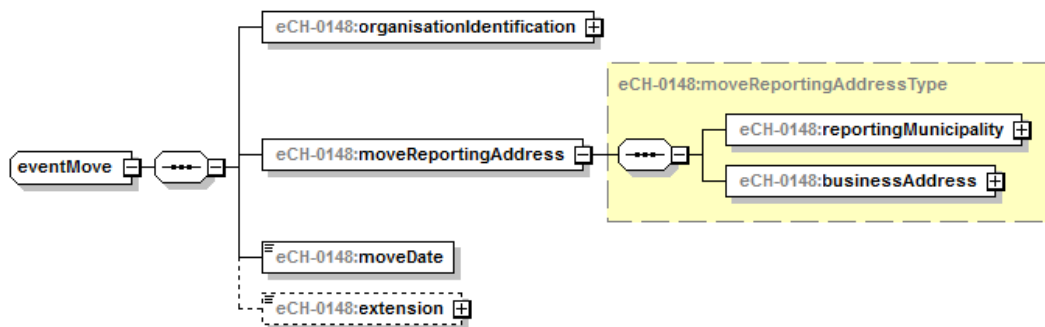 eCH-0148:organisationIdentification
eCH-0148:moveReportingAddressType
eCH-0148:reportingMunicipality
eventMove
eCH-0148:moveReportingAddress
eCH-0148:businessAddress
eCH-0148:moveDate
eCH-0148:extension